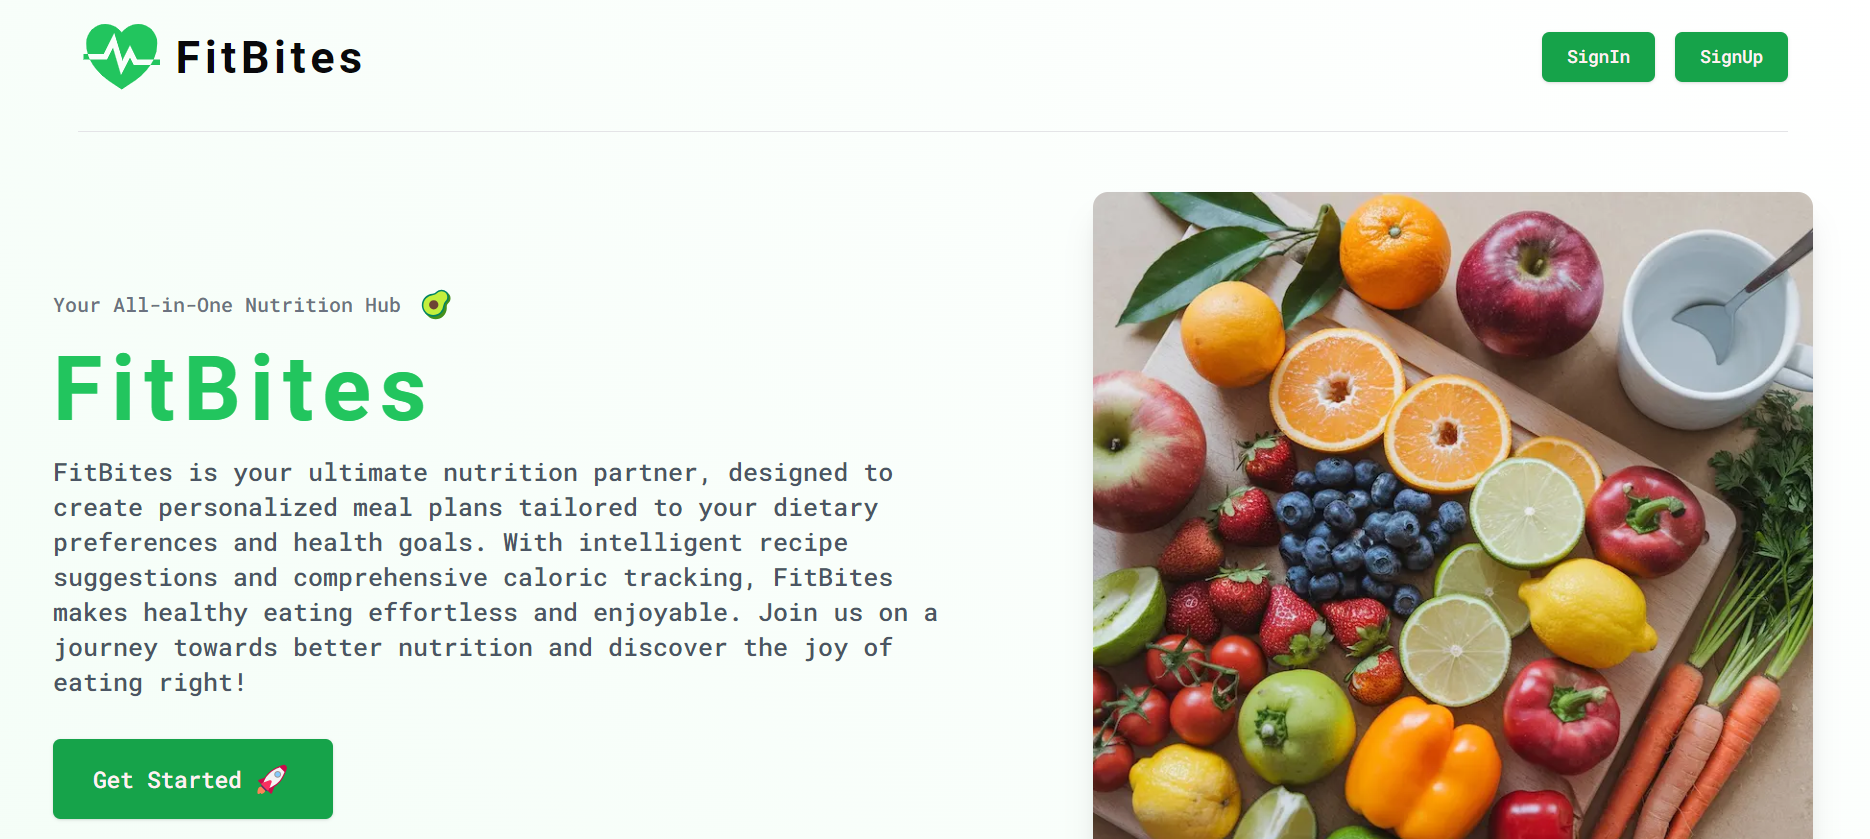 FitBites
SignIn
SignUp
Your All-in-One Nutrition Hub 🥑
FitBites
FitBites is your ultimate nutrition partner, designed to
create personalized meal plans tailored to your dietary
preferences and health goals. With intelligent recipe
suggestions and comprehensive caloric tracking, FitBites
makes healthy eating effortless and enjoyable. Join us on a
journey towards better nutrition and discover the joy of
eating right!
Get Started 🚀